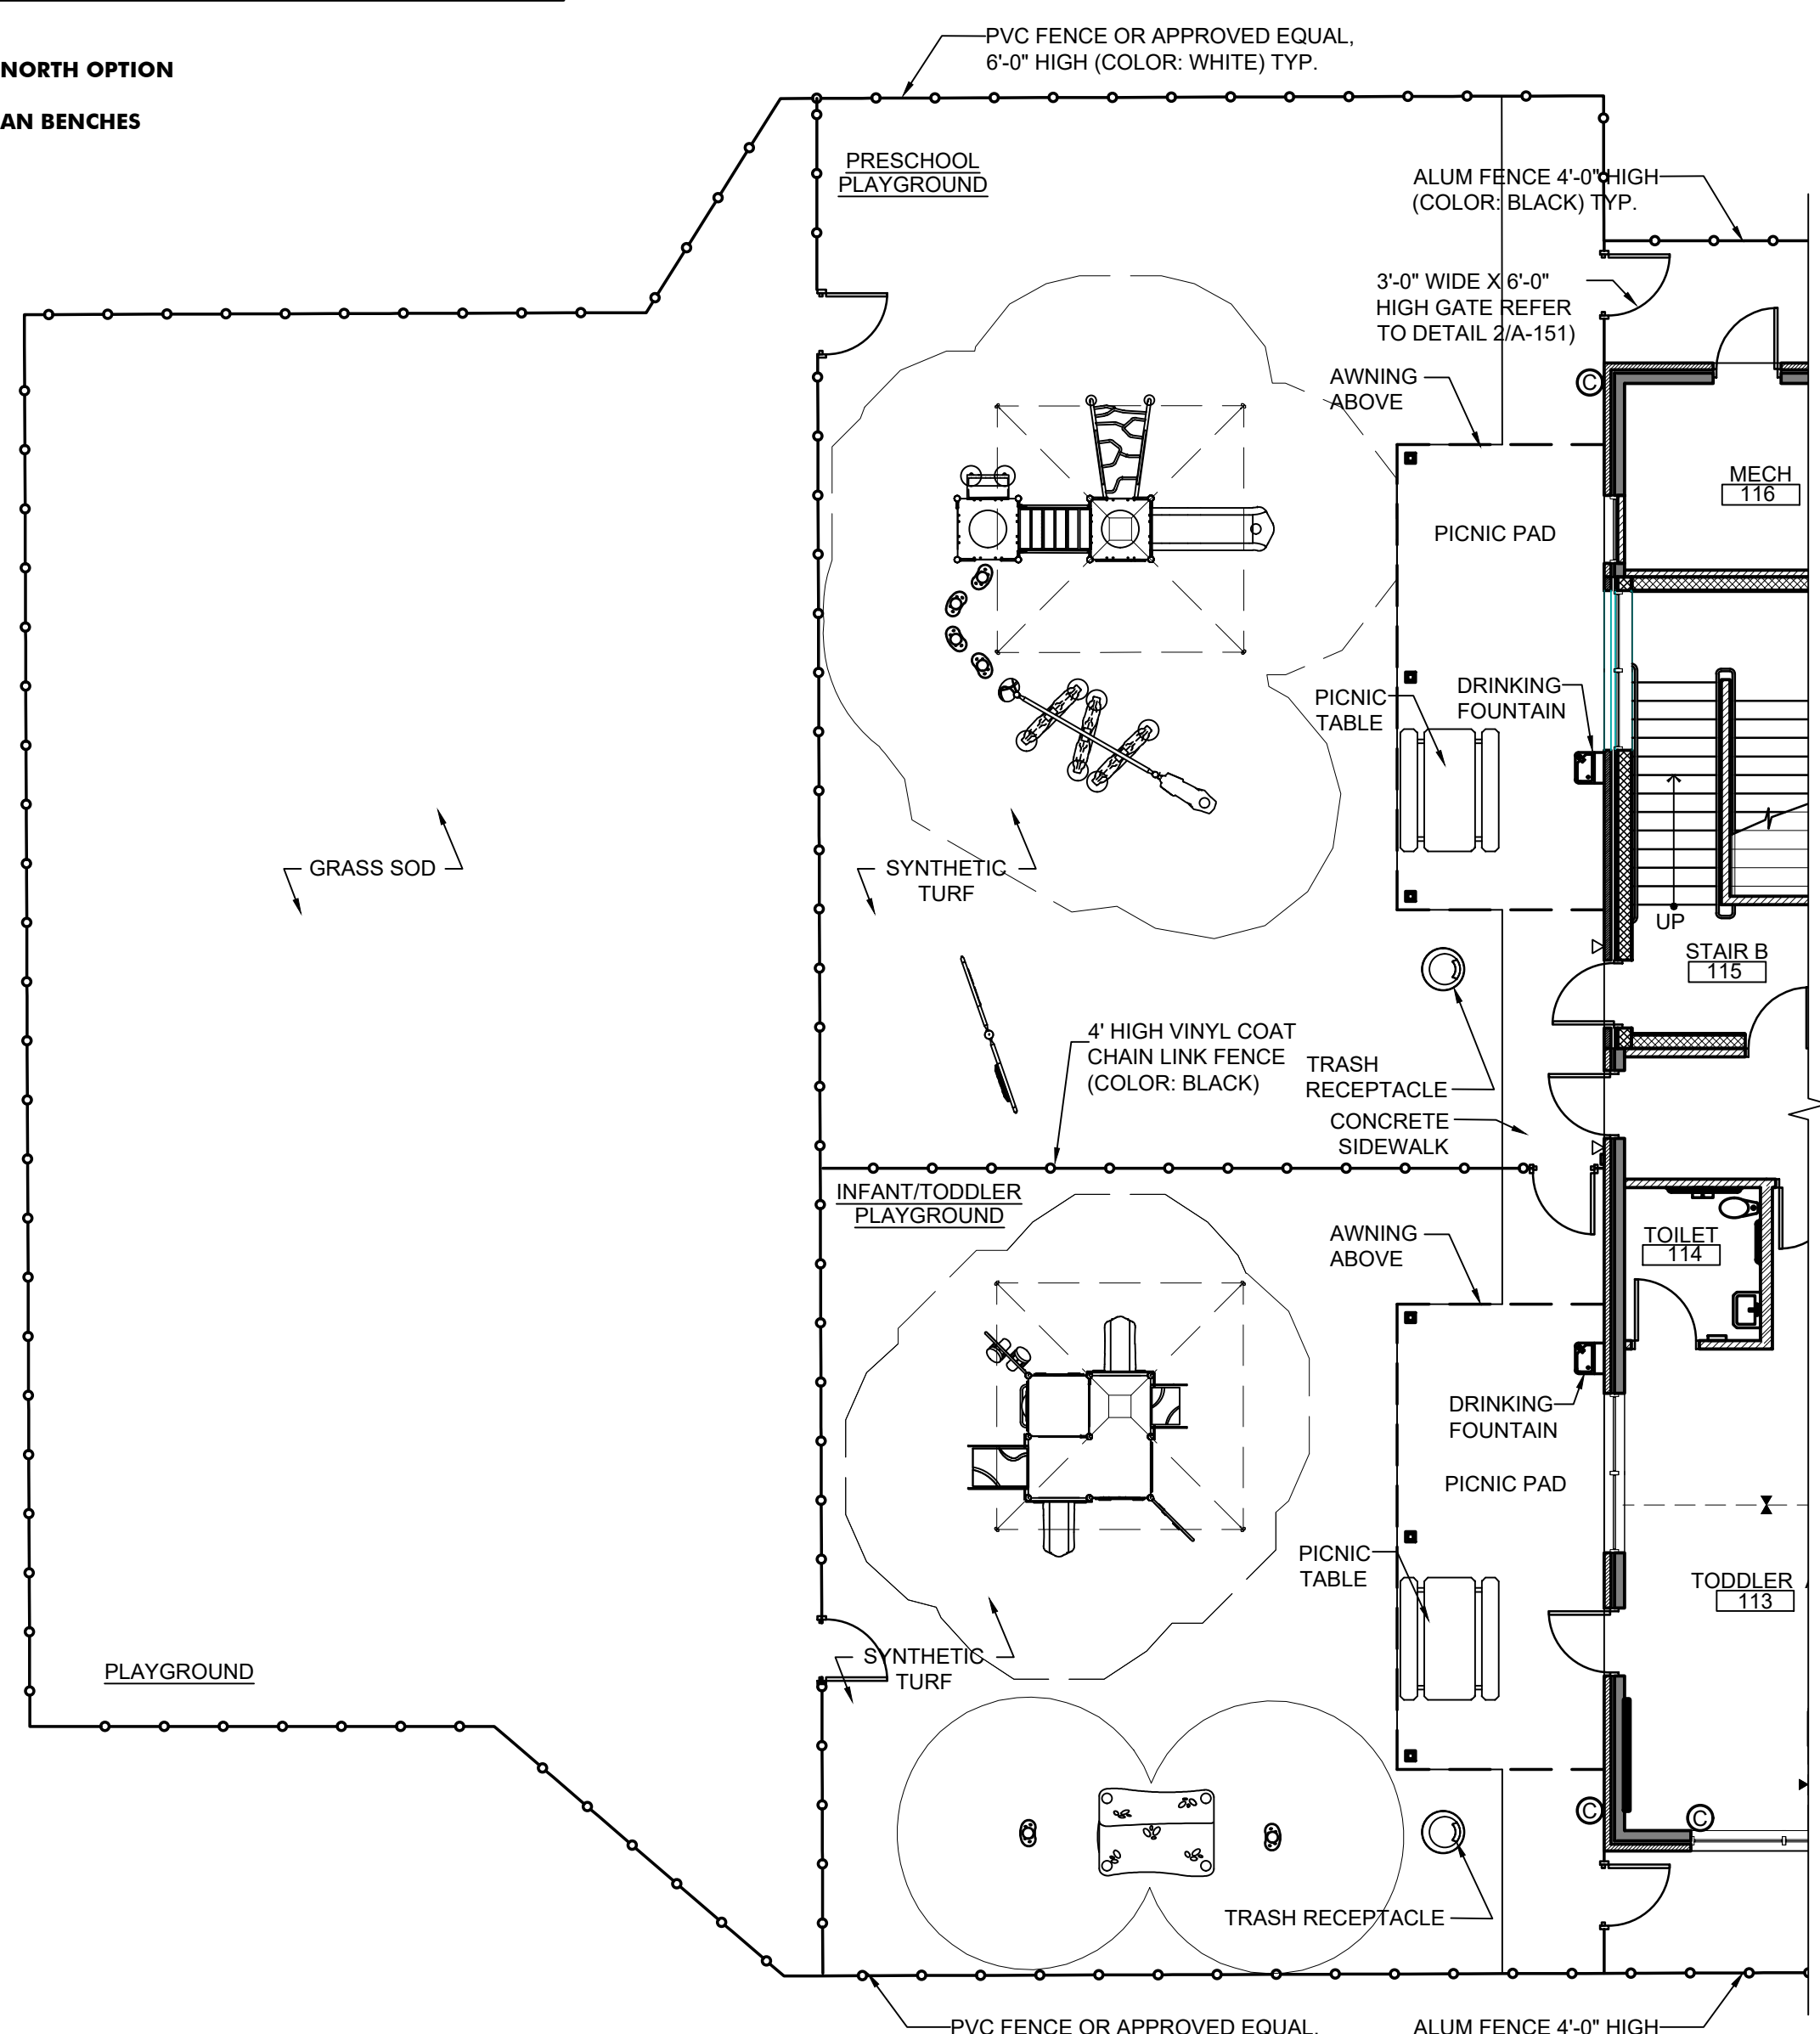 NORTH OPTION
AN BENCHES
PVC FENCE OR APPROVED EQUAL,
6'-0" HIGH (COLOR: WHITE) TYP.
PRESCHOOL
PLAYGROUND
ALUM FENCE 4'-0" HIGH
(COLOR: BLACK) TYP.
3'-0" WIDE X 6'-0"
HIGH GATE REFER
TO DETAIL 2/A-151)
AWNING
ABOVE
C
MECH
116
PICNIC PAD
PICNIC
TABLE
DRINKING
FOUNTAIN
GRASS SOD
SYNTHETIC
TURF
UP
STAIR B
115
4' HIGH VINYL COAT
CHAIN LINK FENCE
(COLOR: BLACK)
TRASH
RECEPTACLE
CONCRETE
SIDEWALK
INFANT/TODDLER
PLAYGROUND
AWNING
ABOVE
TOILET
114
DRINKING
FOUNTAIN
PICNIC PAD
PICNIC
TABLE
TODDLER
113
SYNTHETIC
TURF
PLAYGROUND
C
C
TRASH RECEPTACLE
PVC FENCE OR APPROVED EQUAL,
ALUM FENCE 4'-0" HIGH